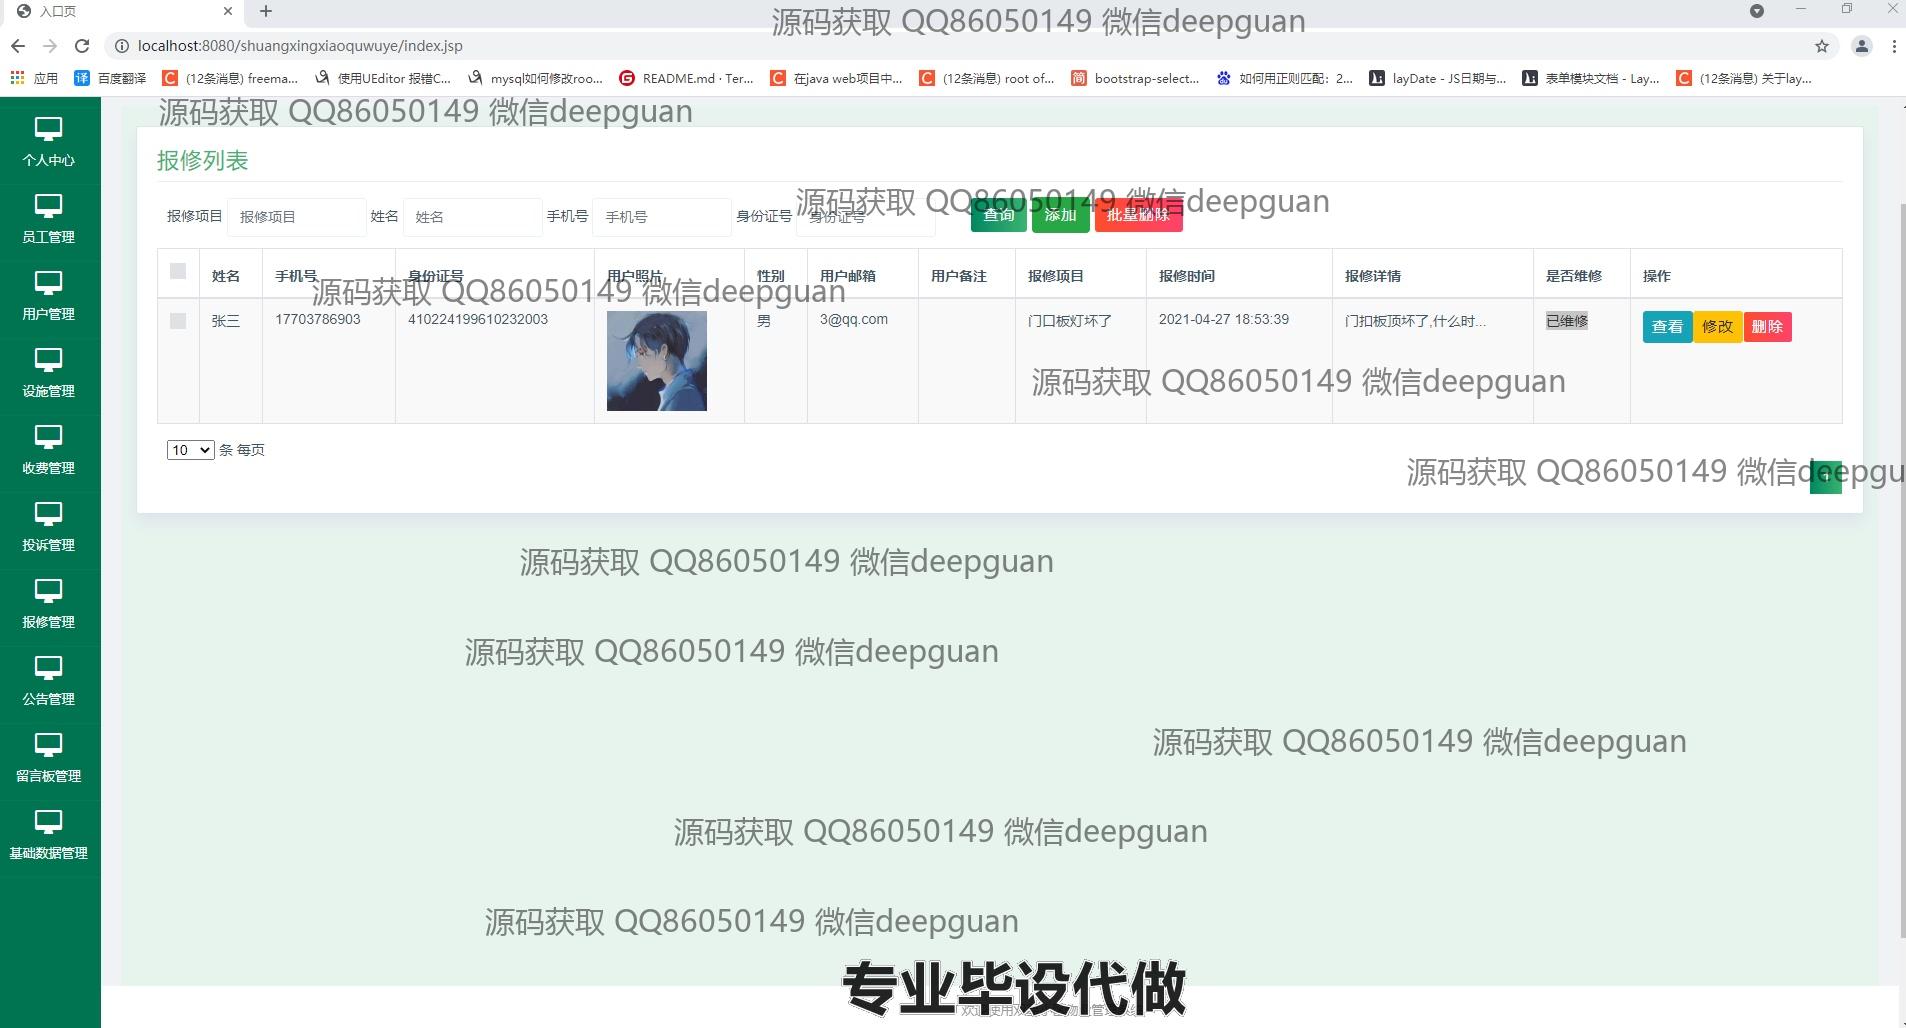 入口页
源码获取 QQ86050149 微信deepguan
localhost:8080/shuangxingxiaoquwuye/index.jsp
应用 百度翻译 (12条消息) freema... 使用UEditor 报错C... mysql如何修改roo... README.md · Ter... 在java web项目中... (12条消息) root of... bootstrap-select... 如何用正则匹配：2... layDate - JS日期与... 表单模块文档 - Lay... (12条消息) 关于lay...
源码获取 QQ86050149 微信deepguan
个人中心
员工管理
用户管理
设施管理
收费管理
投诉管理
报修管理
公告管理
留言板管理
基础数据管理
报修列表
源码获取 QQ86050149 微信deepguan
报修项目 报修项目 姓名 姓名 手机号 手机号 身份证号 身份证号 查询 添加 批量删除
姓名 手机号 身份证号 用户照片 性别 用户邮箱 用户备注 报修项目 报修时间 报修详情 是否维修 操作
源码获取 QQ86050149 微信deepguan
张三 17703786903 410224199610232003 男 3@qq.com 门口板灯坏了 2021-04-27 18:53:39 门扣板顶坏了,什么时... 已维修 查看 修改 删除
源码获取 QQ86050149 微信deepguan
10 条 每页
源码获取 QQ86050149 微信deepgu
1
源码获取 QQ86050149 微信deepguan
源码获取 QQ86050149 微信deepguan
源码获取 QQ86050149 微信deepguan
源码获取 QQ86050149 微信deepguan
源码获取 QQ86050149 微信deepguan
专业毕设代做